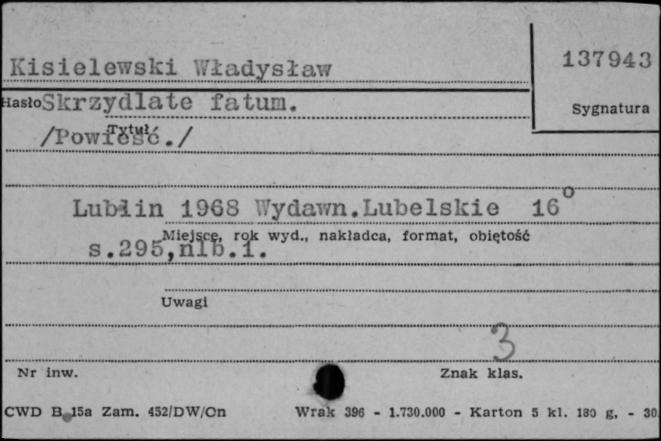 Kisielewski Władysław
137943
Hasło Skrzydlate fatum.
Sygnatura
/Powieść./
Tytuł
Lublin 1968 Wydawn.Lubelskie 16°
Miejsce, rok wyd., nakładca, format, objętość
s.295,nlb.1.
Uwagi
3
Nr inw.
Znak klas.
CWD B 15a Zam. 452/DW/On Wrak 396 - 1.730.000 - Karton 5 kl. 180 g. - 30.